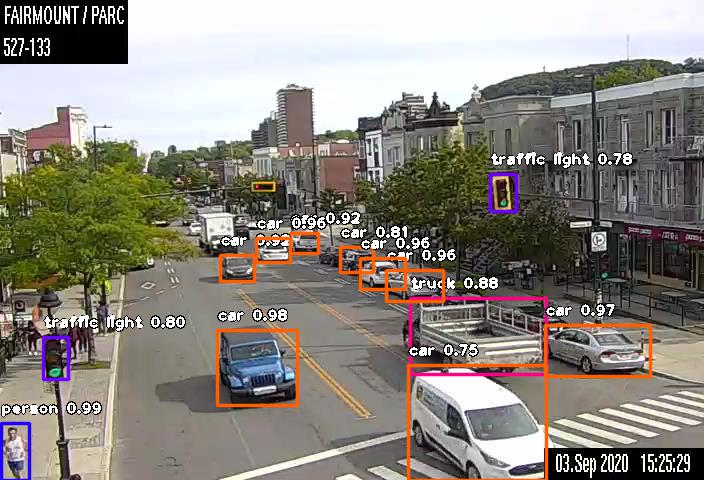 FAIRMOUNT / PARC
527-133
traffic light 0.78
0.92
car 0.96
car 0.81
car 0.92
car 0.96
car 0.96
truck 0.88
car 0.97
car 0.98
traffic light 0.80
car 0.75
person 0.99
03.Sep 2020 15:25:29